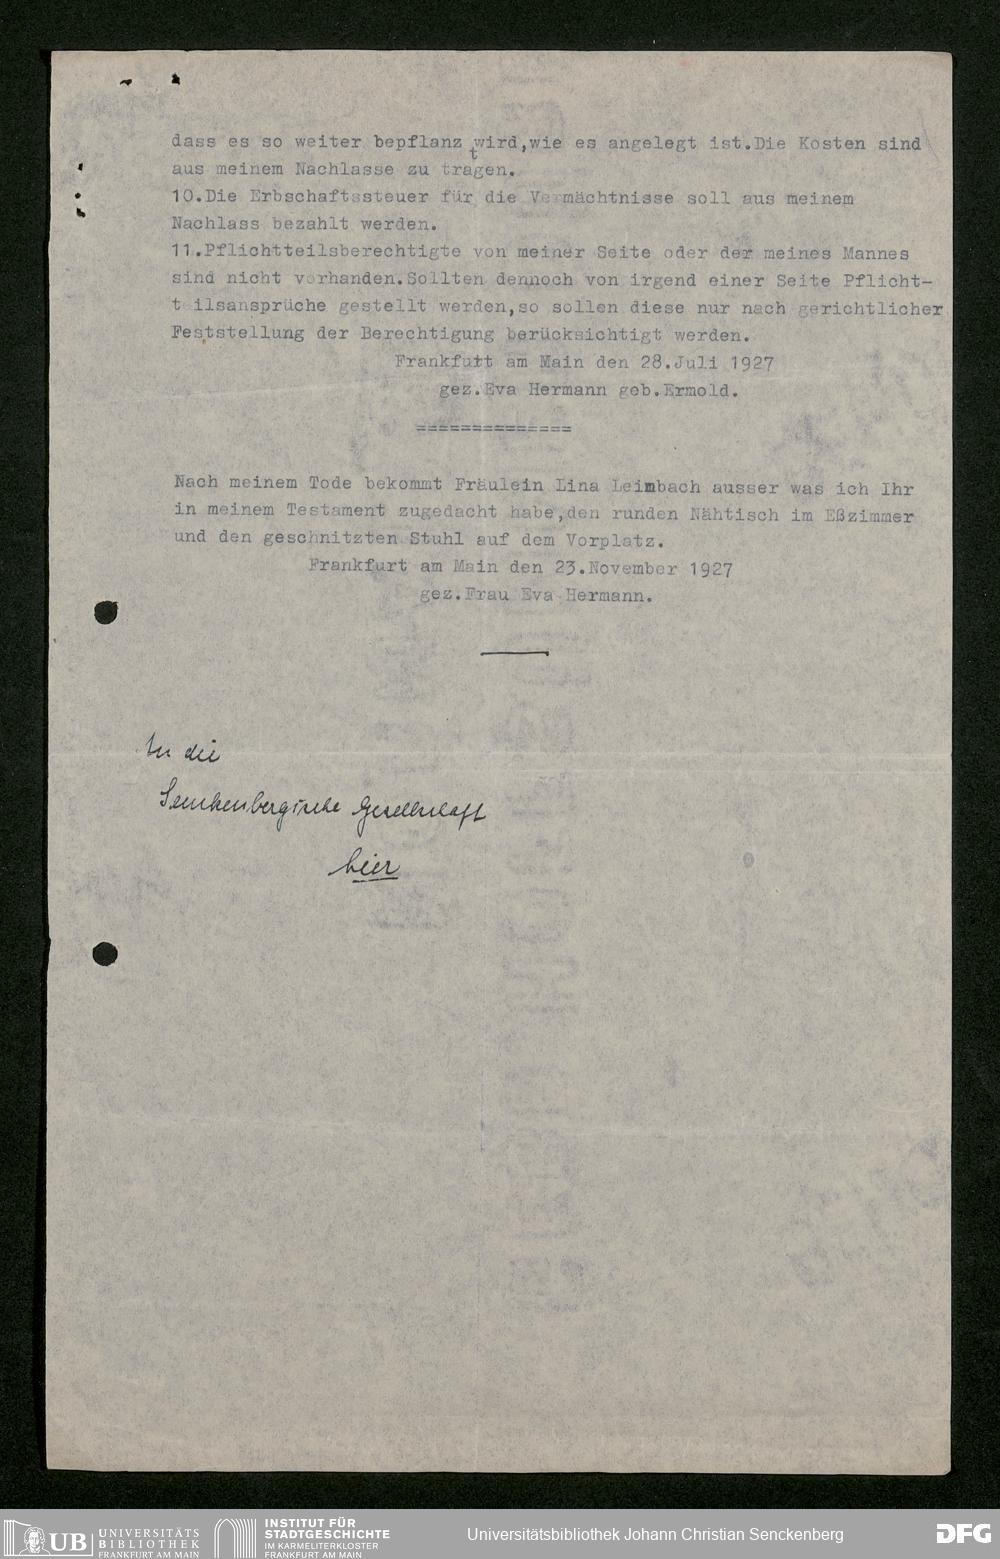 dass es so weiter bepflanzt wird,wie es angelegt ist.Die Kosten sind
aus meinem Nachlasse zu tragen.
10.Die Erbschaftssteuer für die Vermächtnisse soll aus meinem
Nachlass bezahlt werden.
11.Pflichtteilsberechtigte von meiner Seite oder der meines Mannes
sind nicht vorhanden.Sollten dennoch von irgend einer Seite Pflicht-
teilsansprüche gestellt werden,so sollen diese nur nach gerichtlicher
Feststellung der Berechtigung berücksichtigt werden.
Frankfurt am Main den 28.Juli 1927
gez.Eva Hermann geb.Ermold.
==============
Nach meinem Tode bekommt Fräulein Lina Leimbach ausser was ich Ihr
in meinem Testament zugedacht habe,den runden Nähtisch im Eßzimmer
und den geschnitzten Stuhl auf dem Vorplatz.
Frankfurt am Main den 23.November 1927
gez.Frau Eva Hermann.
An die
Senckenbergische Gesellschaft
hier
UB UNIVERSITÄTS
BIBLIOTHEK
FRANKFURT AM MAIN
INSTITUT FÜR
STADTGESCHICHTE
IM KARMELITERKLOSTER
FRANKFURT AM MAIN
Universitätsbibliothek Johann Christian Senckenberg
DFG